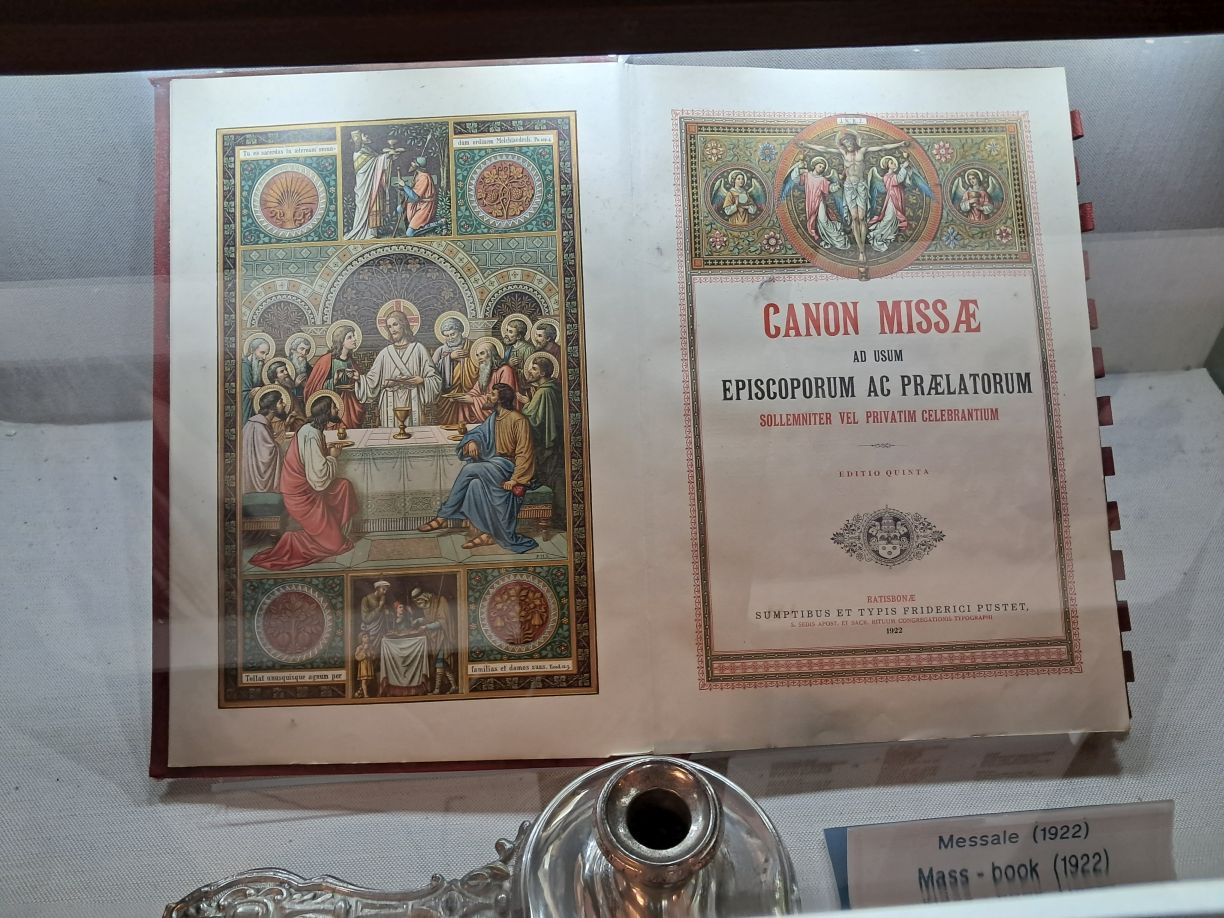 Tu es sacerdos in æternum secun-
dum ordinem Melchisedech. Ps.
Tollat unusquisque agnum per
familias et domos suas. Exod. 12.3.
INRI
CANON MISSÆ
AD USUM
EPISCOPORUM AC PRÆLATORUM
SOLLEMNITER VEL PRIVATIM CELEBRANTIUM
EDITIO QUINTA
RATISBONÆ
SUMPTIBUS ET TYPIS FRIDERICI PUSTET,
S. SEDIS APOST. ET SACR. RITUUM CONGREGATIONIS TYPOGRAPHI
1922
Messale (1922)
Mass - book (1922)